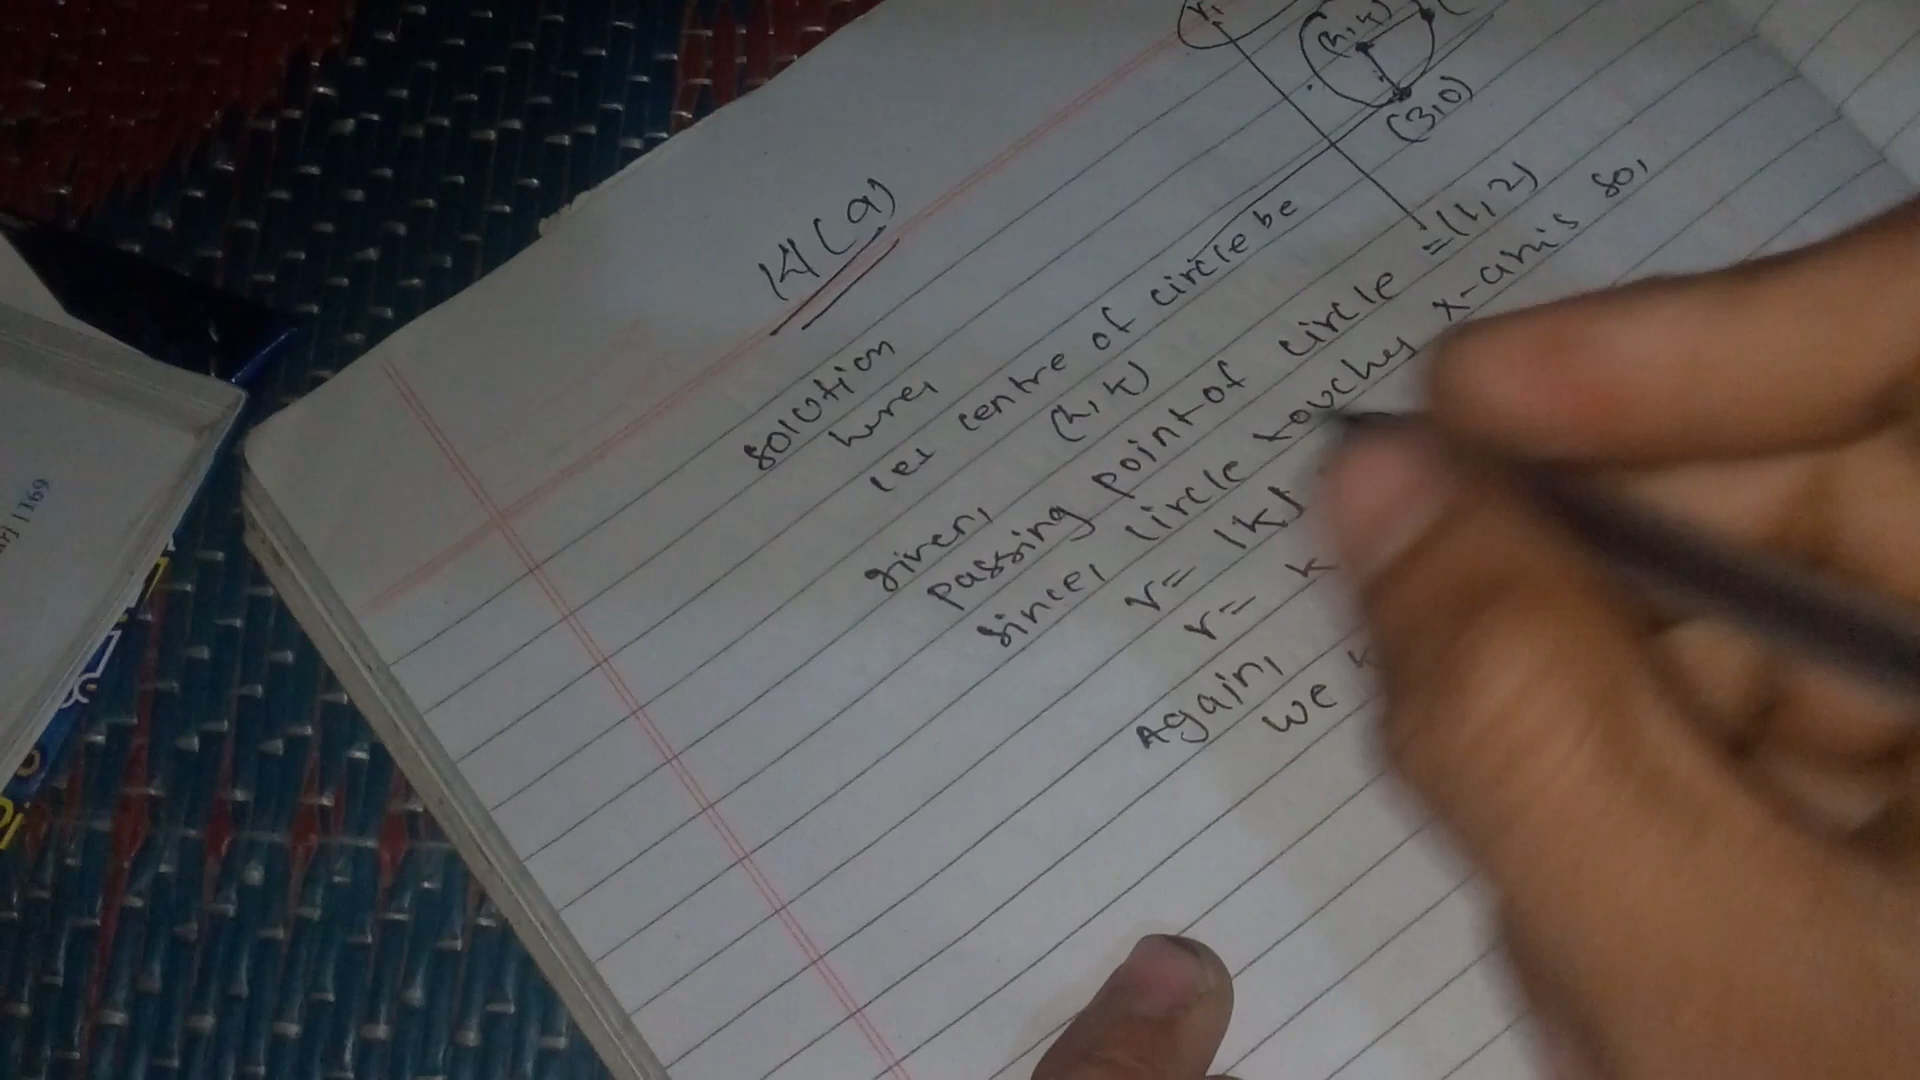 (h,k)
(3,0)
14(a)
solution
here,
let centre of circle be
(h,k)
given,
passing point of circle =(1,2)
since, circle touches x-axis so,
r= |k|
r= k
Again,
we
169